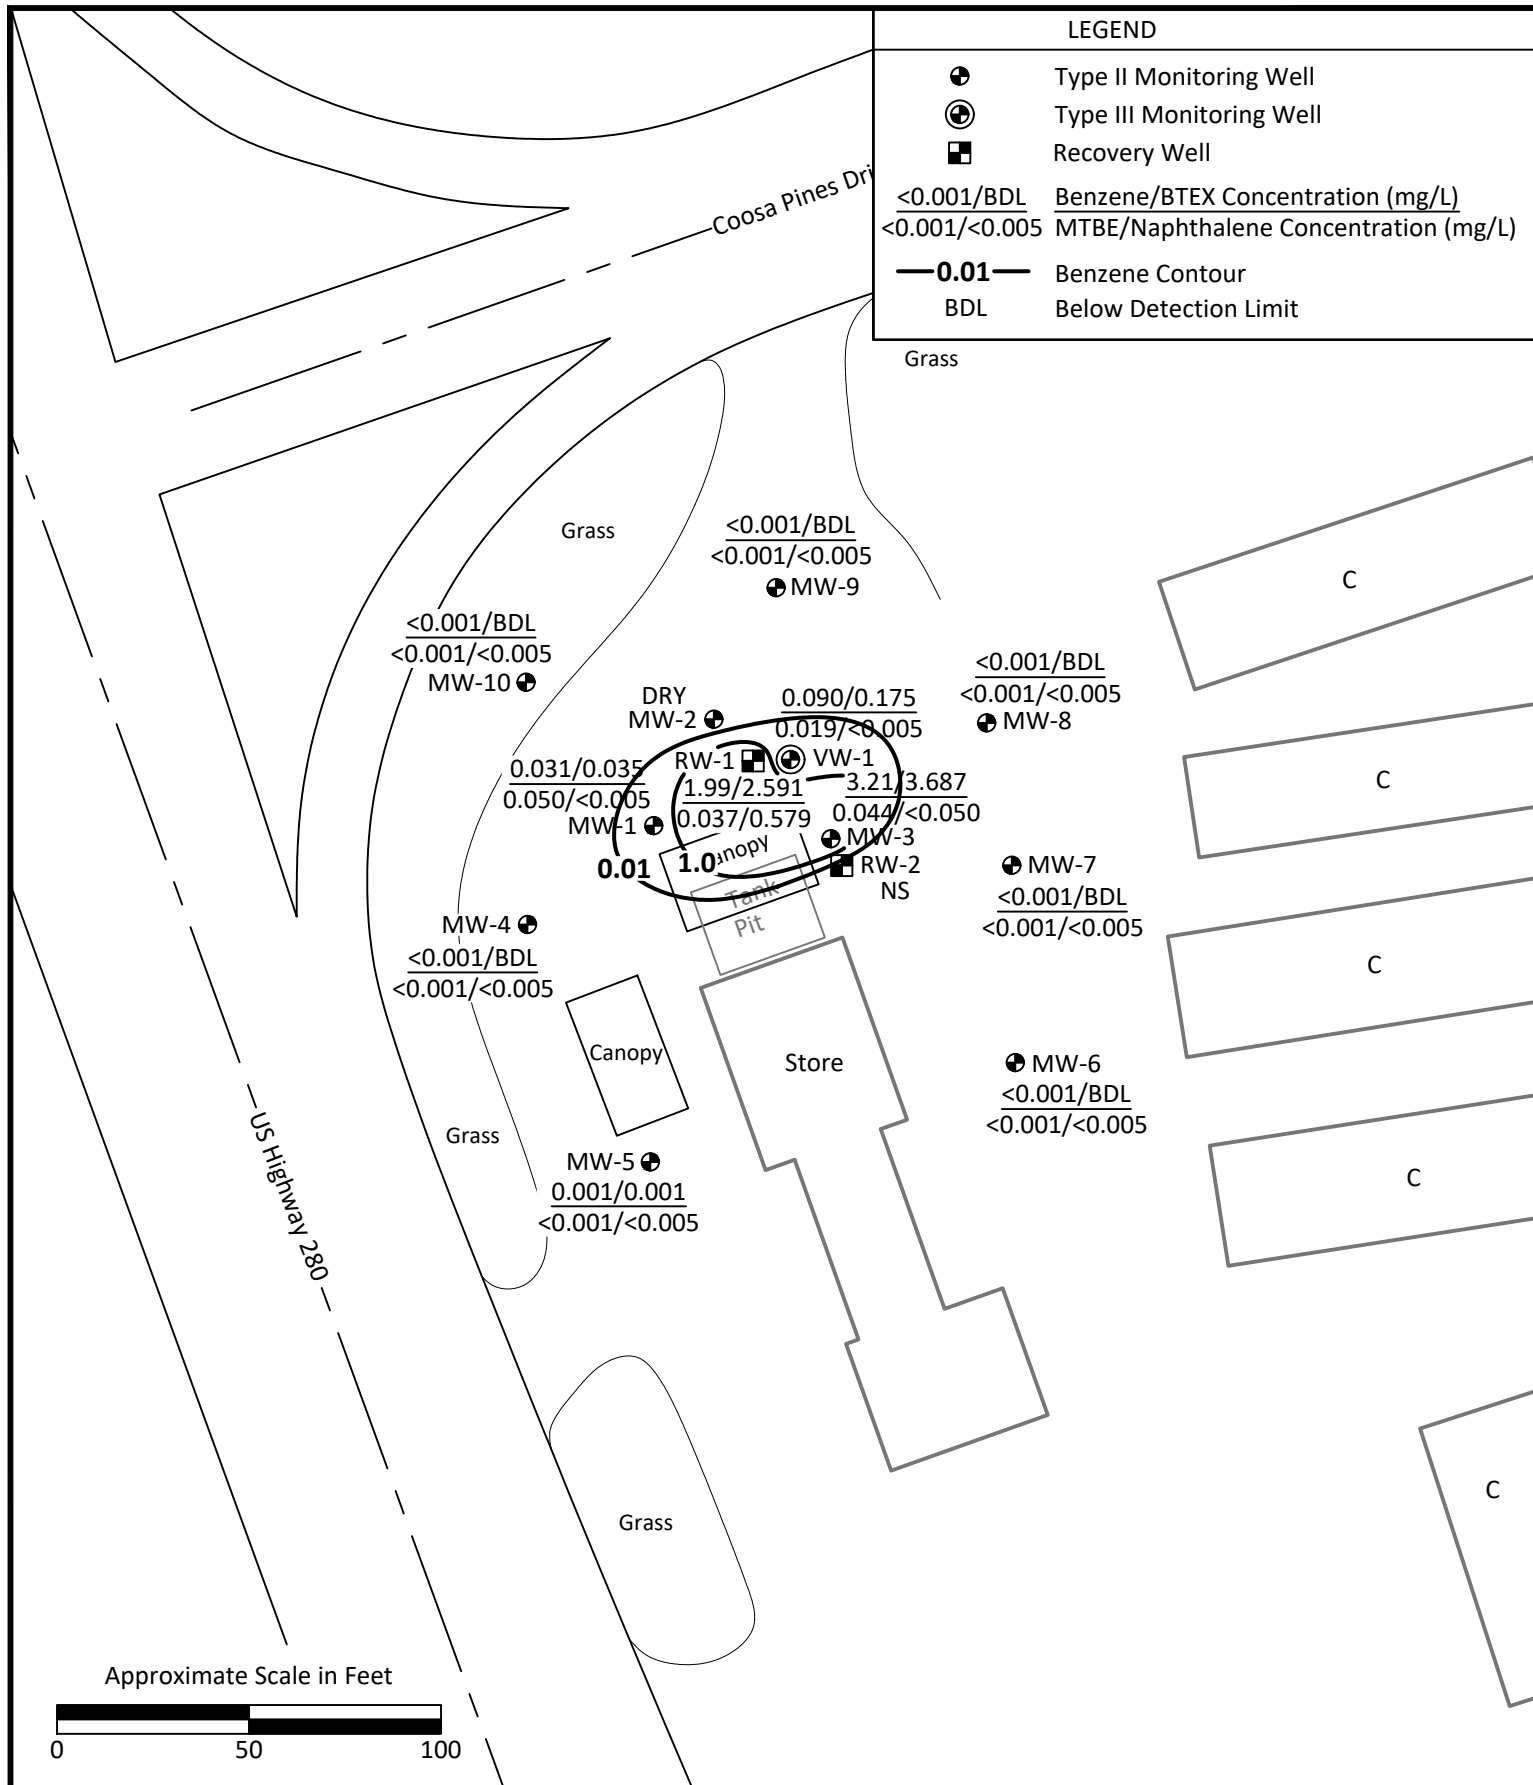 LEGEND
Type II Monitoring Well
Type III Monitoring Well
Recovery Well
<0.001/BDL Benzene/BTEX Concentration (mg/L)
<0.001/<0.005 MTBE/Naphthalene Concentration (mg/L)
0.01 Benzene Contour
BDL Below Detection Limit
Coosa Pines Dri
Grass
Grass
<0.001/BDL
<0.001/<0.005
MW-9
C
<0.001/BDL
<0.001/<0.005
MW-10
<0.001/BDL
<0.001/<0.005
MW-8
DRY
MW-2
0.090/0.175
0.019/<0.005
RW-1
VW-1
0.031/0.035
0.050/<0.005
MW-1
1.99/2.591
0.037/0.579
3.21/3.687
0.044/<0.050
MW-3
C
0.01
1.0
Canopy
RW-2
NS
Tank
Pit
MW-7
<0.001/BDL
<0.001/<0.005
MW-4
<0.001/BDL
<0.001/<0.005
C
Canopy
Store
MW-6
<0.001/BDL
<0.001/<0.005
Grass
US Highway 280
MW-5
0.001/0.001
<0.001/<0.005
C
C
Grass
Approximate Scale in Feet
0 50 100